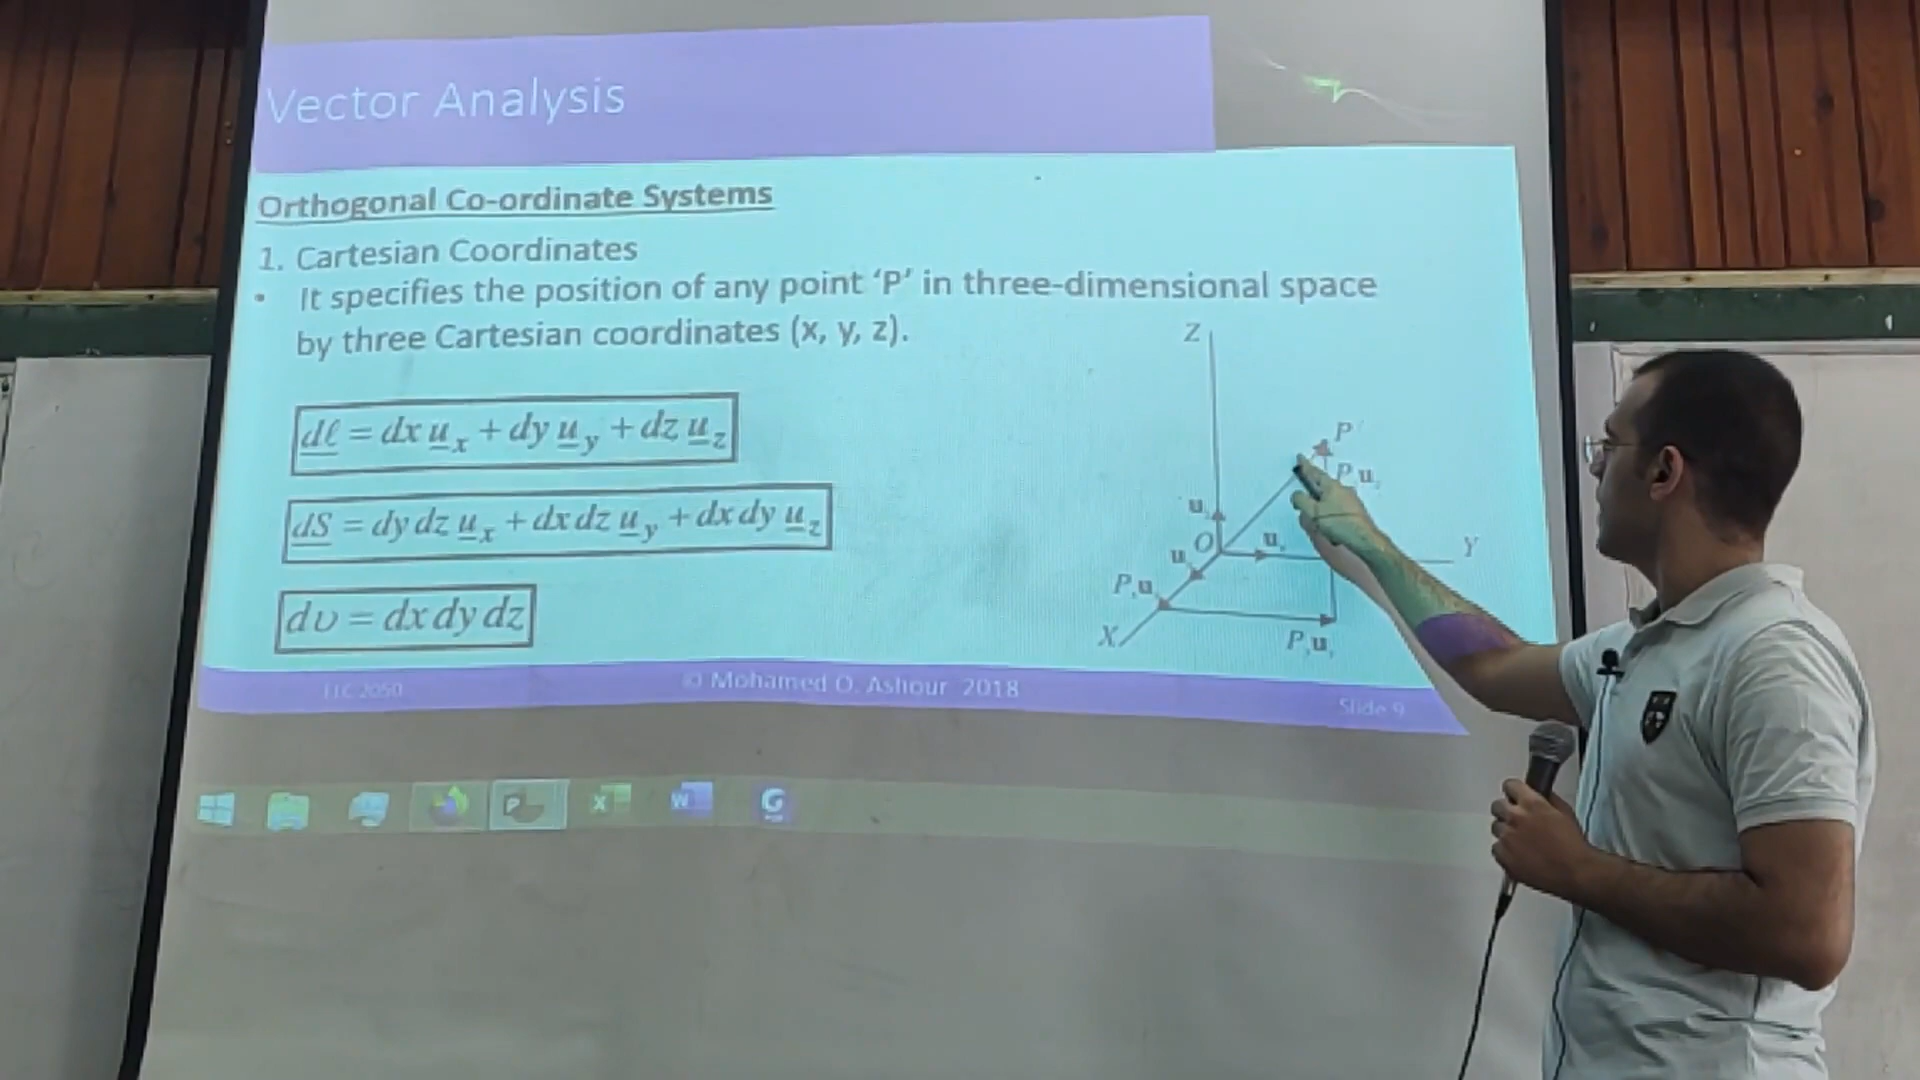 Vector Analysis
Orthogonal Co-ordinate Systems
1. Cartesian Coordinates
• It specifies the position of any point ‘P’ in three-dimensional space
by three Cartesian coordinates (x, y, z).
dℓ = dx u_x + dy u_y + dz u_z
dS = dy dz u_x + dx dz u_y + dx dy u_z
dυ = dx dy dz
Z
P
P u
u
O
u
Y
u
P u
X
P u
© Mohamed O. Ashour 2018
Slide 9
P
X
W
G